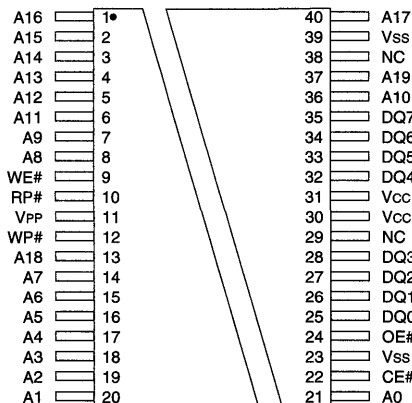 A16 1 40 A17
A15 2 39 Vss
A14 3 38 NC
A13 4 37 A19
A12 5 36 A10
A11 6 35 DQ7
A9 7 34 DQ6
A8 8 33 DQ5
WE# 9 32 DQ4
RP# 10 31 Vcc
VPP 11 30 Vcc
WP# 12 29 NC
A18 13 28 DQ3
A7 14 27 DQ2
A6 15 26 DQ1
A5 16 25 DQ0
A4 17 24 OE#
A3 18 23 Vss
A2 19 22 CE#
A1 20 21 A0